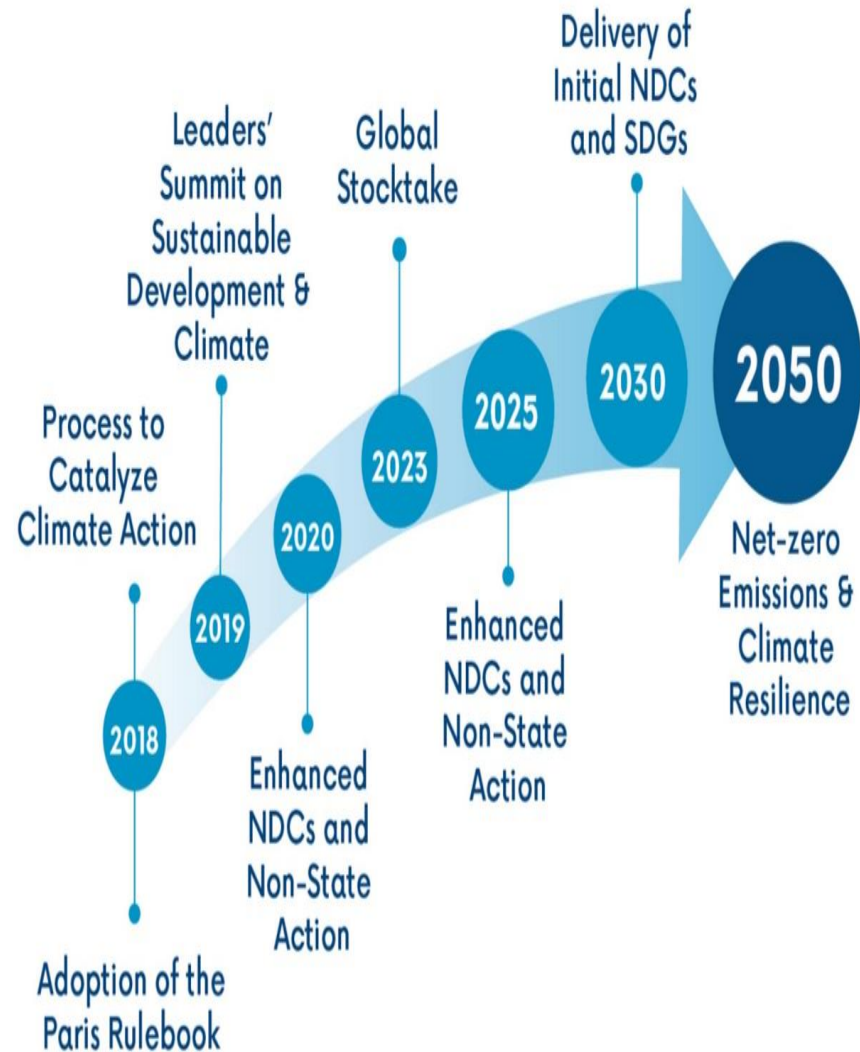 Process to
Catalyze
Climate Action
2018
Adoption of the
Paris Rulebook
Leaders'
Summit on
Sustainable
Development &
Climate
2019
2020
Enhanced
NDCs and
Non-State
Action
Global
Stocktake
2023
2025
Enhanced
NDCs and
Non-State
Action
Delivery of
Initial NDCs
and SDGs
2030
2050
Net-zero
Emissions &
Climate
Resilience